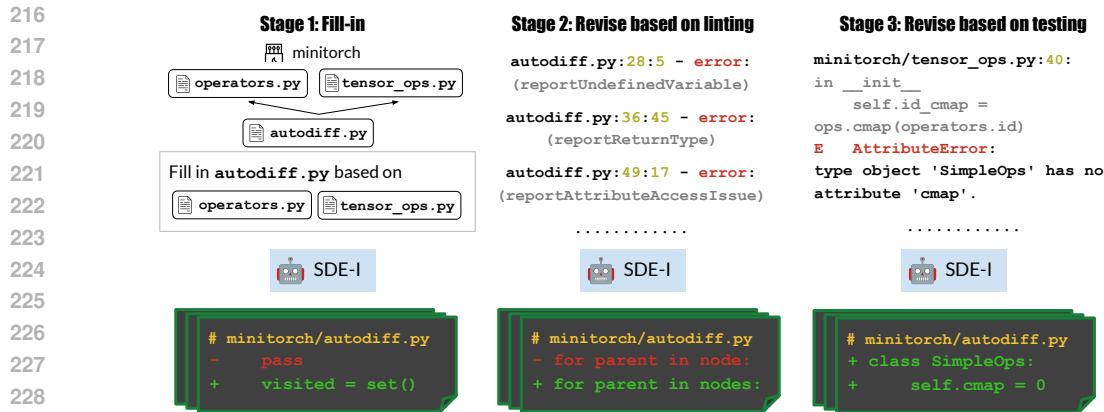 216
217
218
219
220
221
222
223
224
225
226
227
228
Stage 1: Fill-in
minitorch
operators.py
tensor_ops.py
autodiff.py
Fill in autodiff.py based on
operators.py
tensor_ops.py
SDE-I
# minitorch/autodiff.py
- pass
+ visited = set()
Stage 2: Revise based on linting
autodiff.py:28:5 - error:
(reportUndefinedVariable)
autodiff.py:36:45 - error:
(reportReturnType)
autodiff.py:49:17 - error:
(reportAttributeAccessIssue)
............
SDE-I
# minitorch/autodiff.py
- for parent in node:
+ for parent in nodes:
Stage 3: Revise based on testing
minitorch/tensor_ops.py:40:
in __init__
self.id_cmap =
ops.cmap(operators.id)
E AttributeError:
type object 'SimpleOps' has no
attribute 'cmap'.
............
SDE-I
# minitorch/autodiff.py
+ class SimpleOps:
+ self.cmap = 0